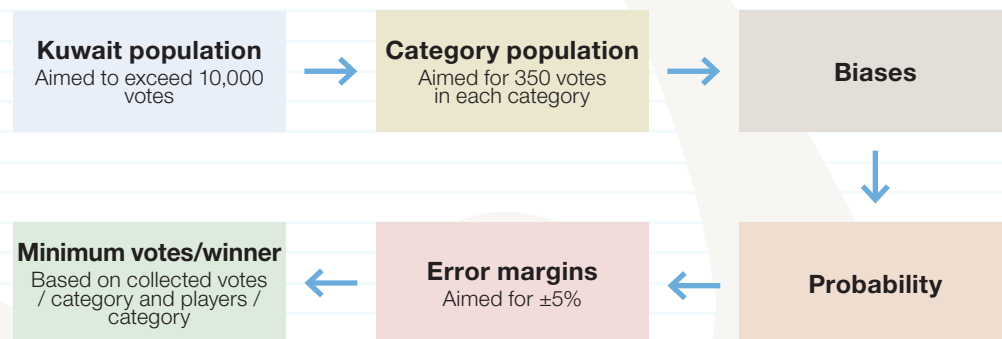 Kuwait population
Aimed to exceed 10,000
votes
Category population
Aimed for 350 votes
in each category
Biases
Probability
Error margins
Aimed for ±5%
Minimum votes/winner
Based on collected votes
/ category and players /
category